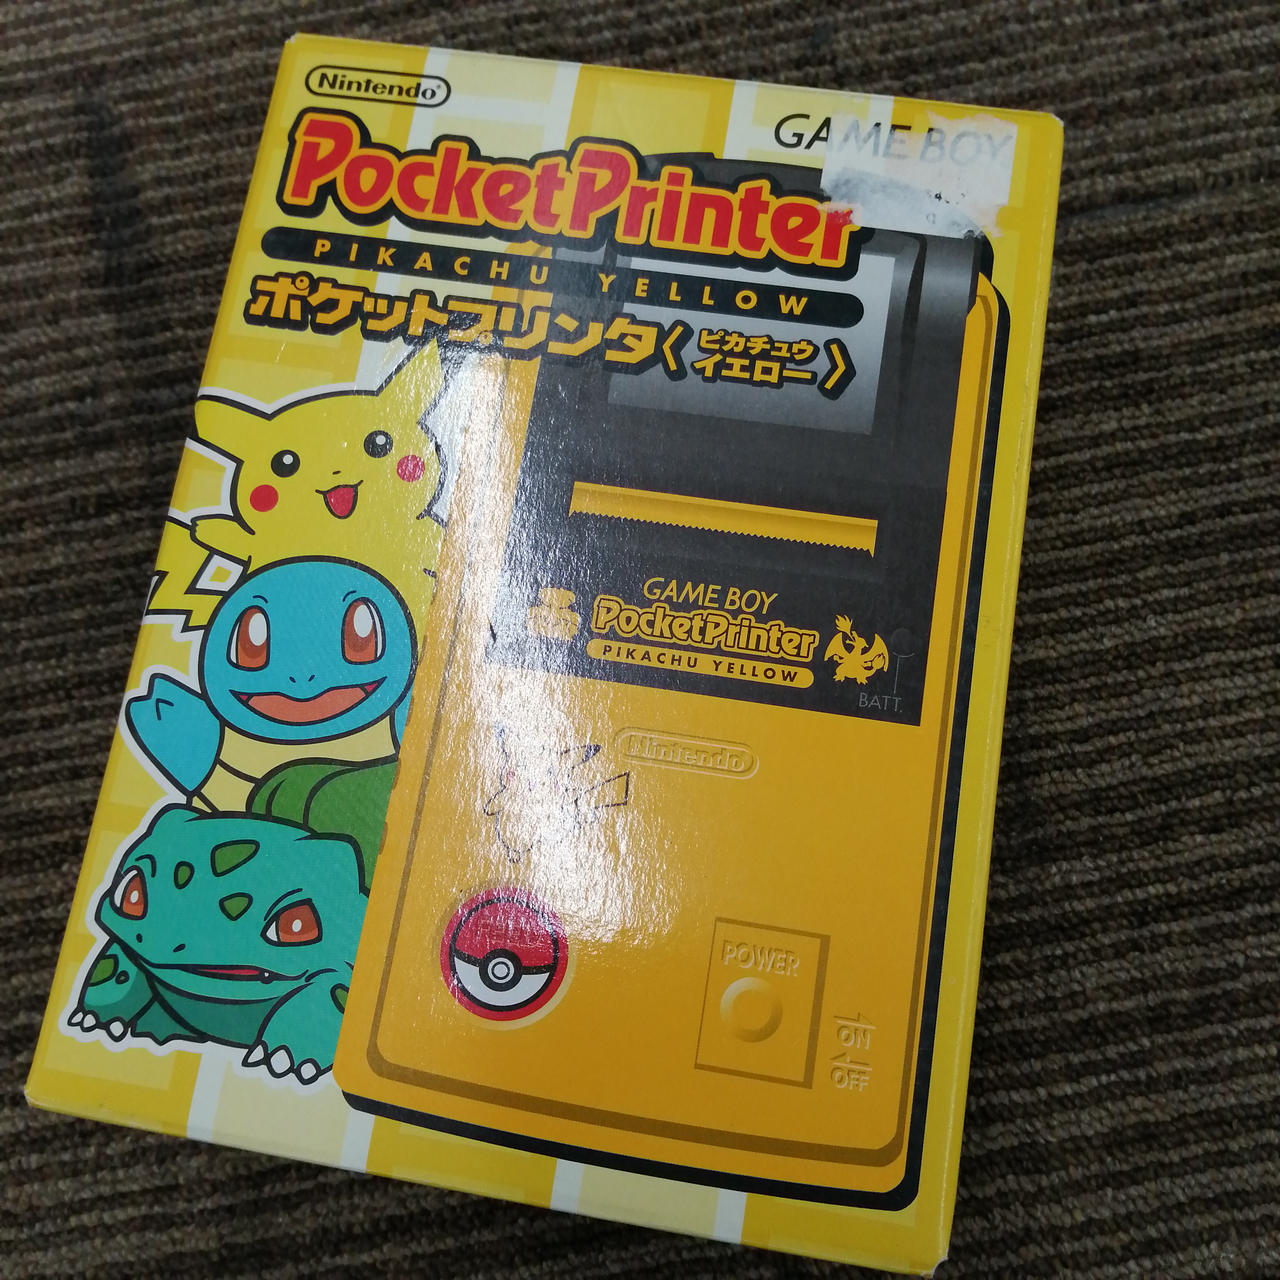 Nintendo
GAME BOY
PocketPrinter
PIKACHU YELLOW
ポケットプリンタ〈ピカチュウ
イエロー〉
GAME BOY
PocketPrinter
PIKACHU YELLOW
BATT.
Nintendo
POWER
ON
OFF